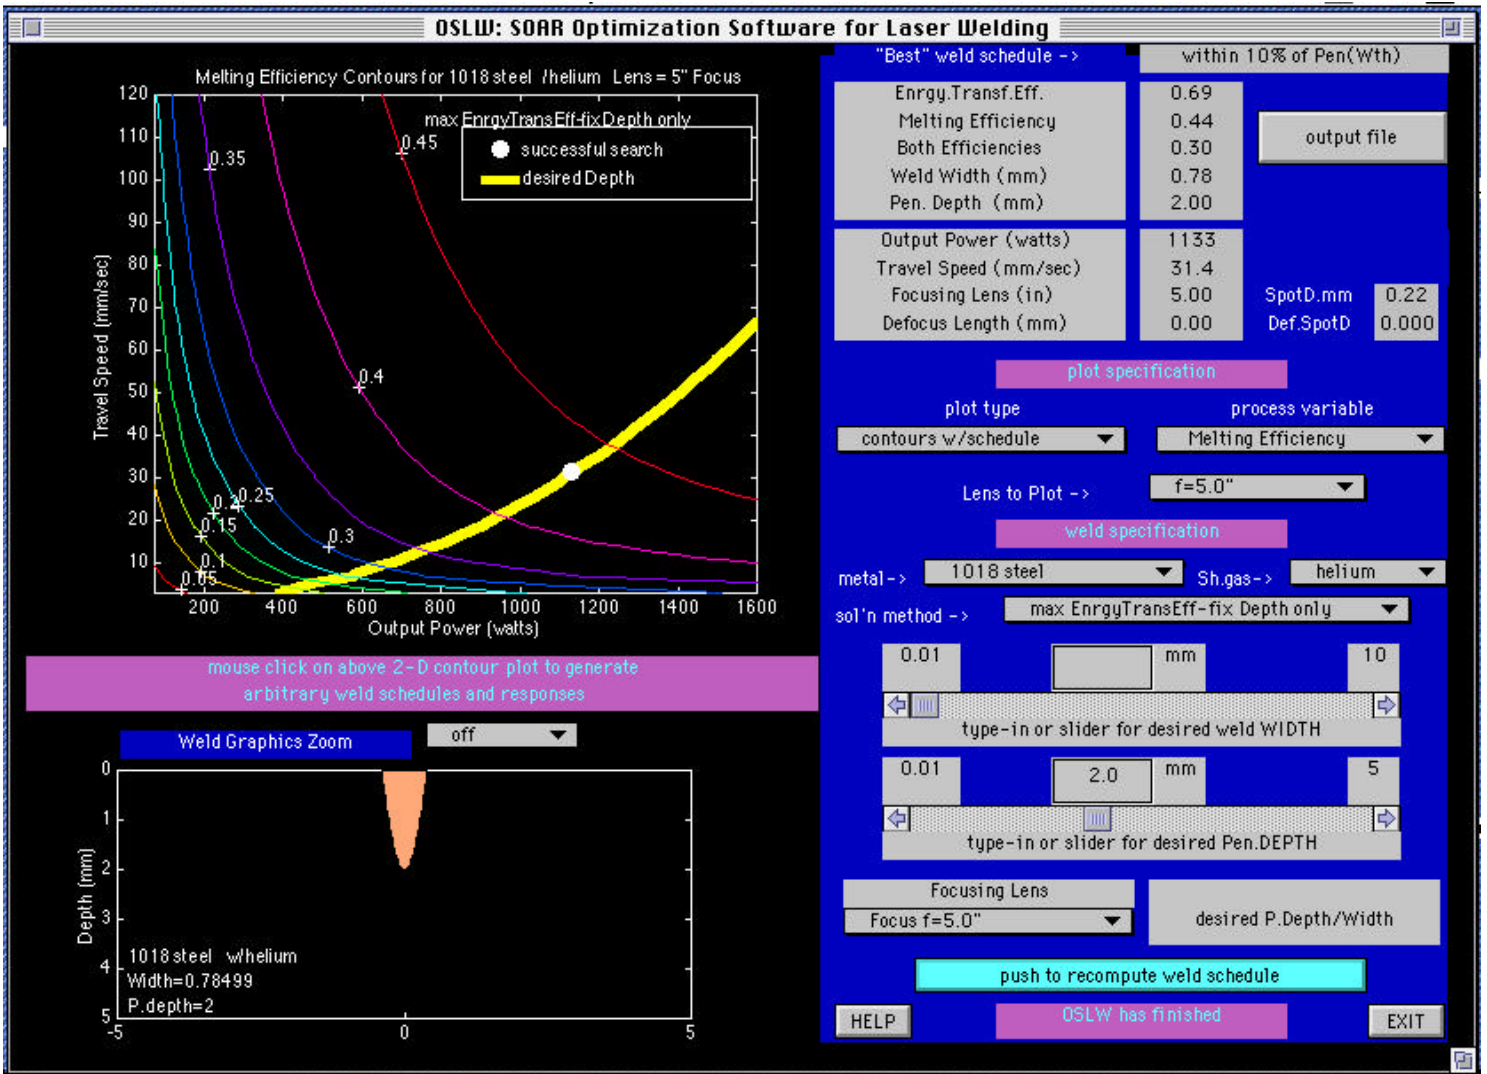 OSLW: SOAR Optimization Software for Laser Welding
Melting Efficiency Contours for 1018 steel /helium Lens = 5" Focus
max EnrgyTransEff-fix Depth only
successful search
desired Depth
120
110
100
90
80
70
60
50
40
30
20
10
Travel Speed (mm/sec)
0.45
0.35
0.4
0.3
0.25
0.2
0.15
0.1
0.05
200
400
600
800
1000
1200
1400
1600
Output Power (watts)
mouse click on above 2-D contour plot to generate
arbitrary weld schedules and responses
Weld Graphics Zoom
off
0
1
2
3
4
5
Depth (mm)
1018 steel w/helium
Width=0.78499
P.depth=2
-5
0
5
"Best" weld schedule ->
within 10% of Pen(Wth)
Enrgy.Transf.Eff.
0.69
Melting Efficiency
0.44
Both Efficiencies
0.30
Weld Width (mm)
0.78
Pen. Depth (mm)
2.00
output file
Output Power (watts)
1133
Travel Speed (mm/sec)
31.4
Focusing Lens (in)
5.00
SpotD.mm
0.22
Defocus Length (mm)
0.00
Def.SpotD
0.000
plot specification
plot type
process variable
contours w/schedule
Melting Efficiency
Lens to Plot ->
f=5.0"
weld specification
metal->
1018 steel
Sh.gas->
helium
sol'n method ->
max EnrgyTransEff-fix Depth only
0.01
mm
10
type-in or slider for desired weld WIDTH
0.01
2.0
mm
5
type-in or slider for desired Pen.DEPTH
Focusing Lens
Focus f=5.0"
desired P.Depth/Width
push to recompute weld schedule
HELP
OSLW has finished
EXIT